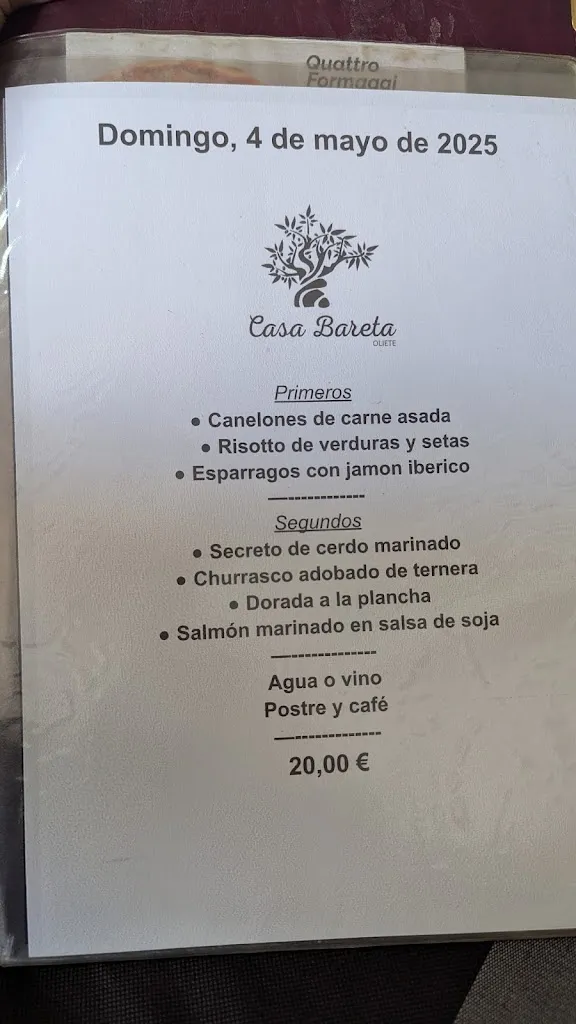 Quattro
Formaggi
Domingo, 4 de mayo de 2025
Casa Bareta
OLIETE
Primeros
● Canelones de carne asada
● Risotto de verduras y setas
● Esparragos con jamon iberico
—-------------
Segundos
● Secreto de cerdo marinado
● Churrasco adobado de ternera
● Dorada a la plancha
● Salmón marinado en salsa de soja
—-------------
Agua o vino
Postre y café
—-------------
20,00 €